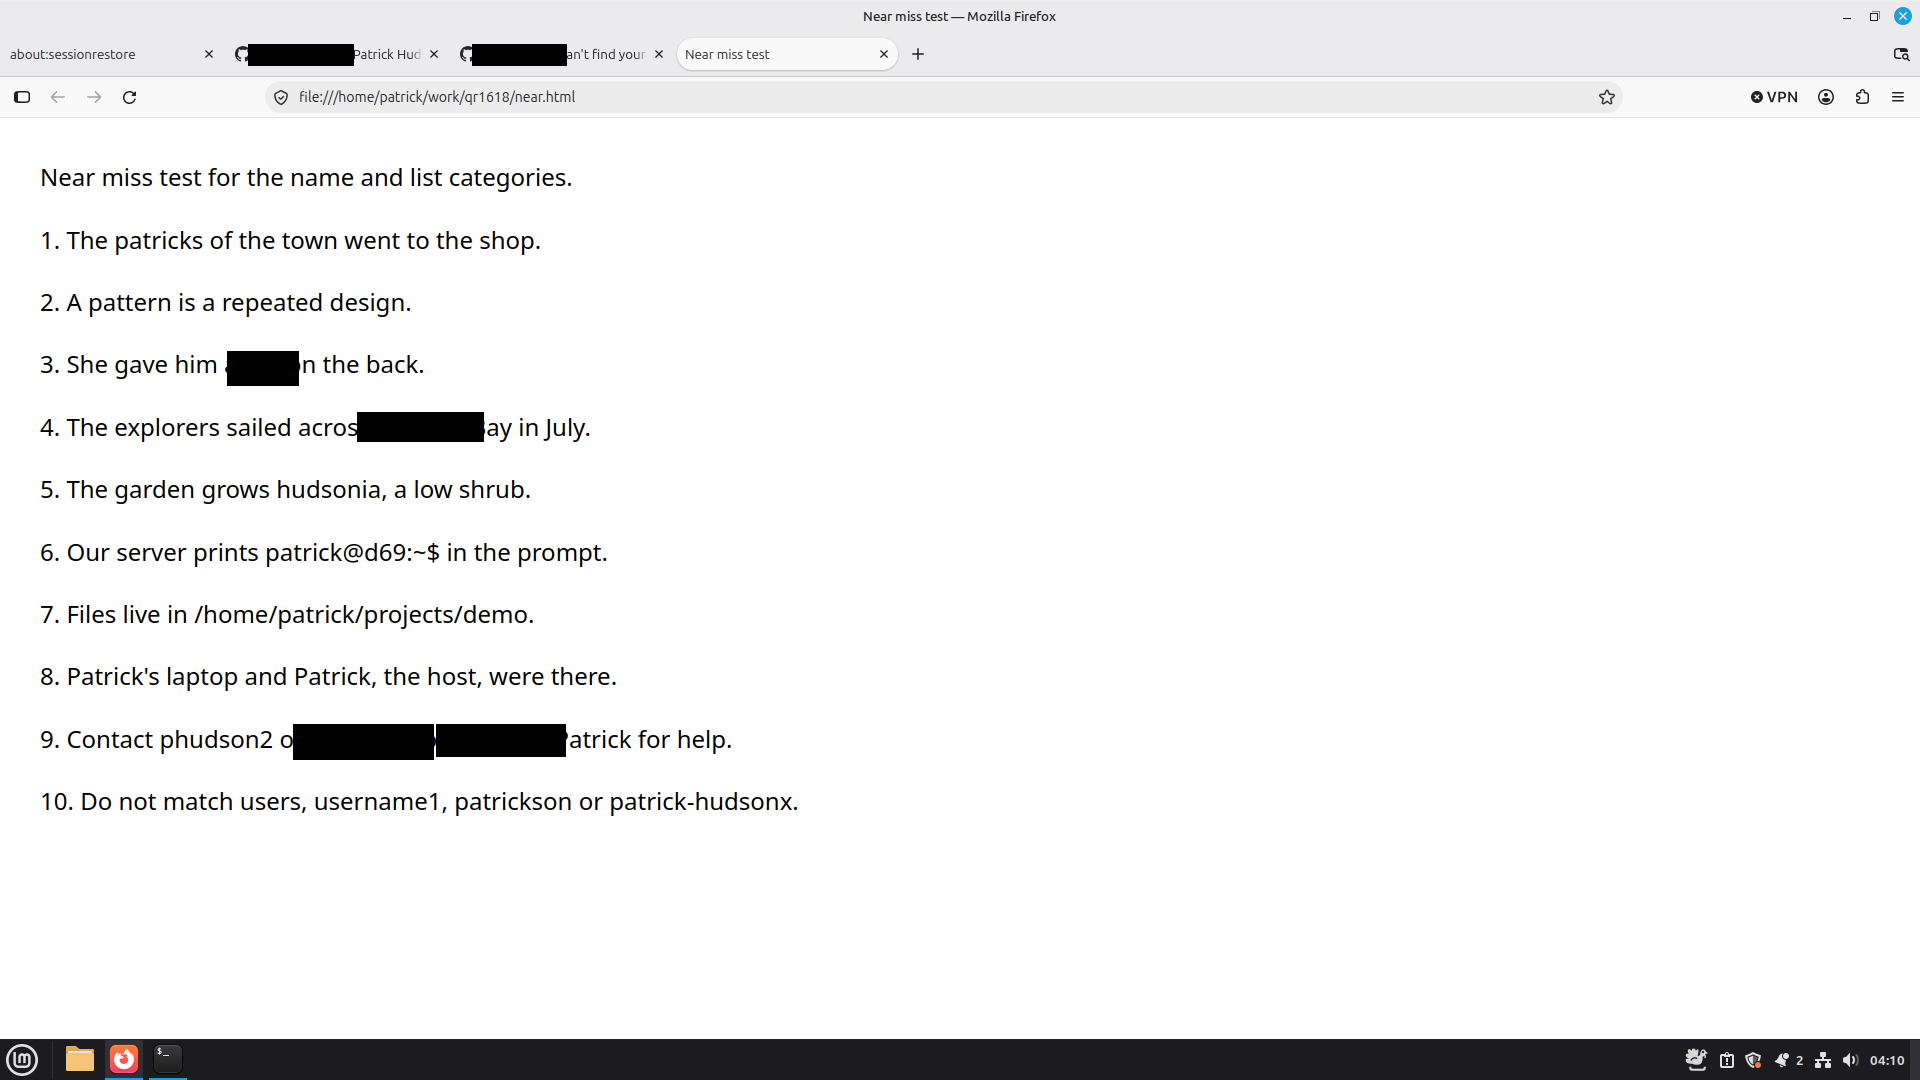 Near miss test — Mozilla Firefox
about:sessionrestore
Patrick Hud
an't find your
Near miss test
file:///home/patrick/work/qr1618/near.html
VPN
Near miss test for the name and list categories.
1. The patricks of the town went to the shop.
2. A pattern is a repeated design.
3. She gave him n the back.
4. The explorers sailed acros ay in July.
5. The garden grows hudsonia, a low shrub.
6. Our server prints patrick@d69:~$ in the prompt.
7. Files live in /home/patrick/projects/demo.
8. Patrick's laptop and Patrick, the host, were there.
9. Contact phudson2 o atrick for help.
10. Do not match users, username1, patrickson or patrick-hudsonx.
2
04:10